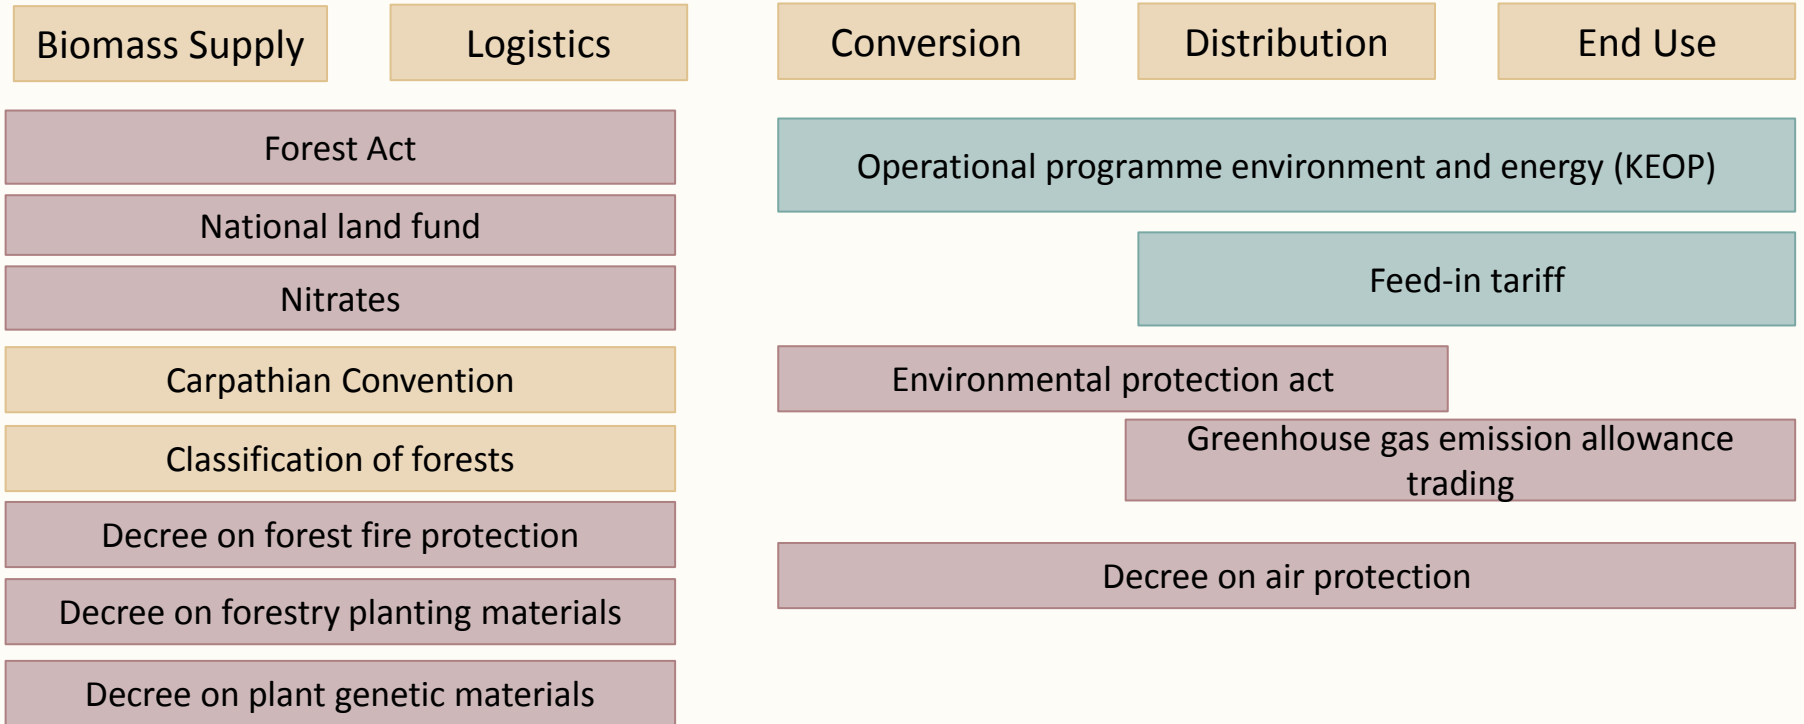 Biomass Supply
Logistics
Conversion
Distribution
End Use
Forest Act
National land fund
Nitrates
Carpathian Convention
Classification of forests
Decree on forest fire protection
Decree on forestry planting materials
Decree on plant genetic materials
Operational programme environment and energy (KEOP)
Feed-in tariff
Environmental protection act
Greenhouse gas emission allowance
trading
Decree on air protection